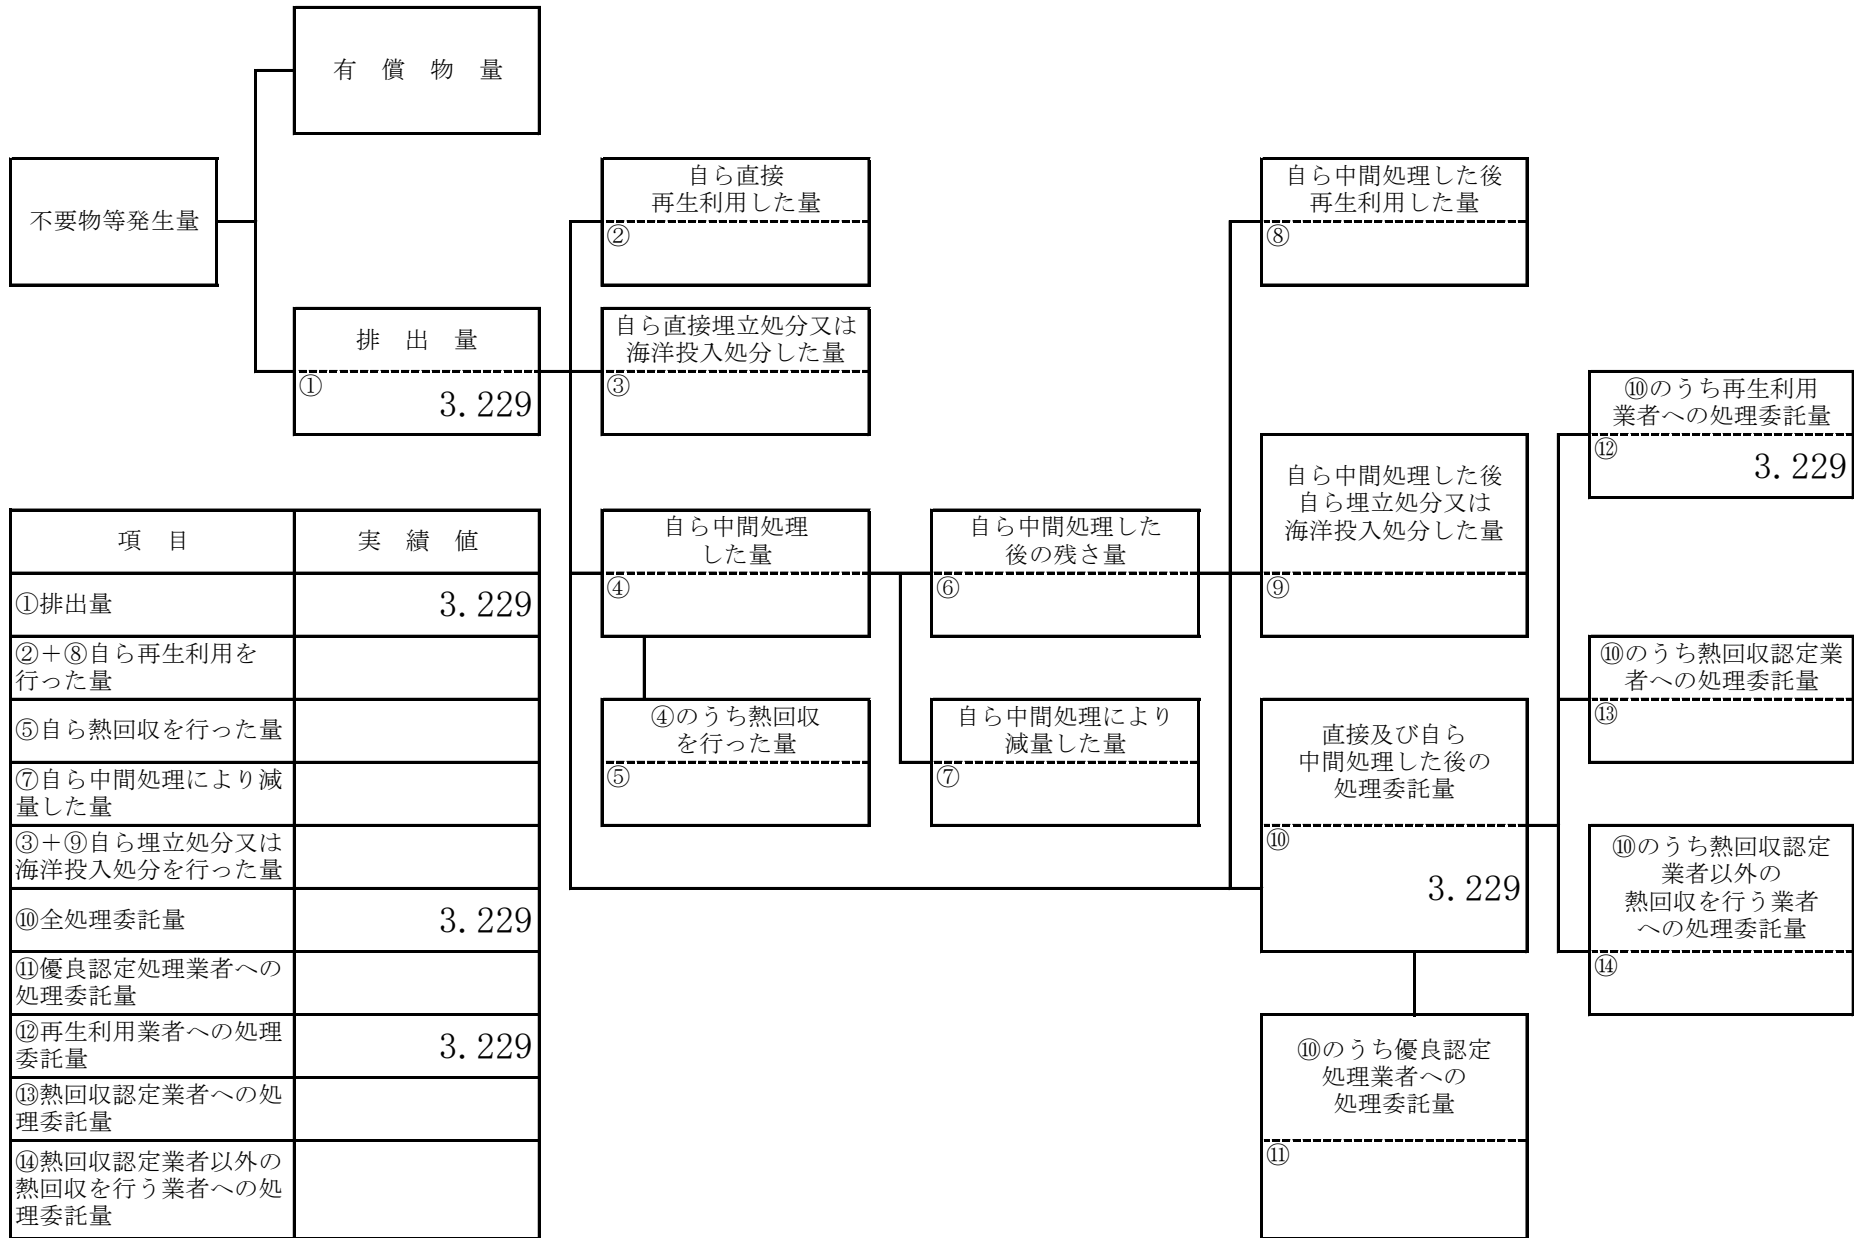 有　償　物　量
不要物等発生量
排　出　量
①
3.229
自ら直接
再生利用した量
②
自ら直接埋立処分又は
海洋投入処分した量
③
自ら中間処理
した量
④
④のうち熱回収
を行った量
⑤
自ら中間処理した
後の残さ量
⑥
自ら中間処理により
減量した量
⑦
自ら中間処理した後
再生利用した量
⑧
自ら中間処理した後
自ら埋立処分又は
海洋投入処分した量
⑨
直接及び自ら
中間処理した後の
処理委託量
⑩
3.229
⑩のうち優良認定
処理業者への
処理委託量
⑪
⑩のうち再生利用
業者への処理委託量
⑫
3.229
⑩のうち熱回収認定業
者への処理委託量
⑬
⑩のうち熱回収認定
業者以外の
熱回収を行う業者
への処理委託量
⑭
項　目　実　績　値
①排出量　3.229
②＋⑧自ら再生利用を
行った量
⑤自ら熱回収を行った量
⑦自ら中間処理により減
量した量
③＋⑨自ら埋立処分又は
海洋投入処分を行った量
⑩全処理委託量　3.229
⑪優良認定処理業者への
処理委託量
⑫再生利用業者への処理
委託量　3.229
⑬熱回収認定業者への処
理委託量
⑭熱回収認定業者以外の
熱回収を行う業者への処
理委託量